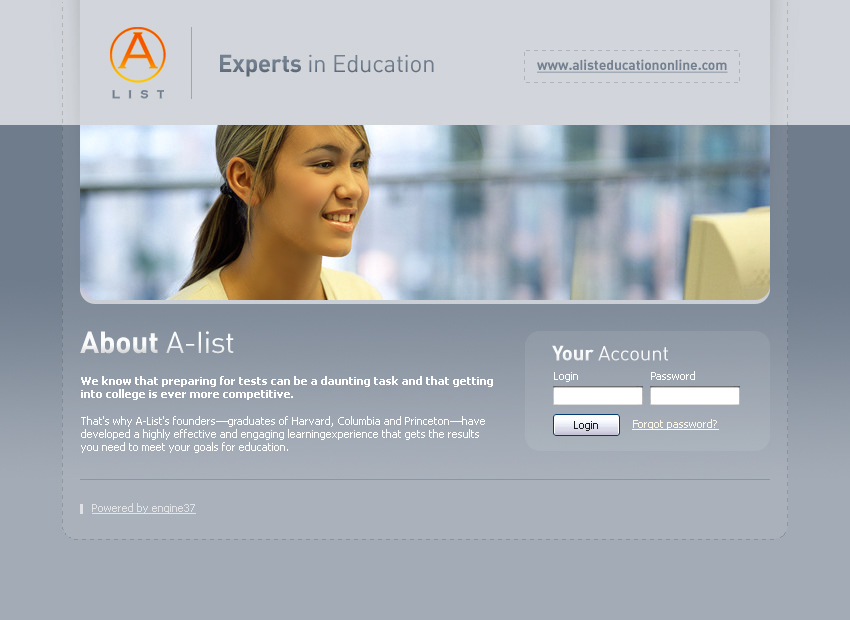 A
LIST
Experts in Education
www.alisteducationonline.com
About A-list
We know that preparing for tests can be a daunting task and that getting
into college is ever more competitive.
That's why A-List's founders—graduates of Harvard, Columbia and Princeton—have
developed a highly effective and engaging learningexperience that gets the results
you need to meet your goals for education.
Your Account
Login Password
Login Forgot password?
Powered by engine37